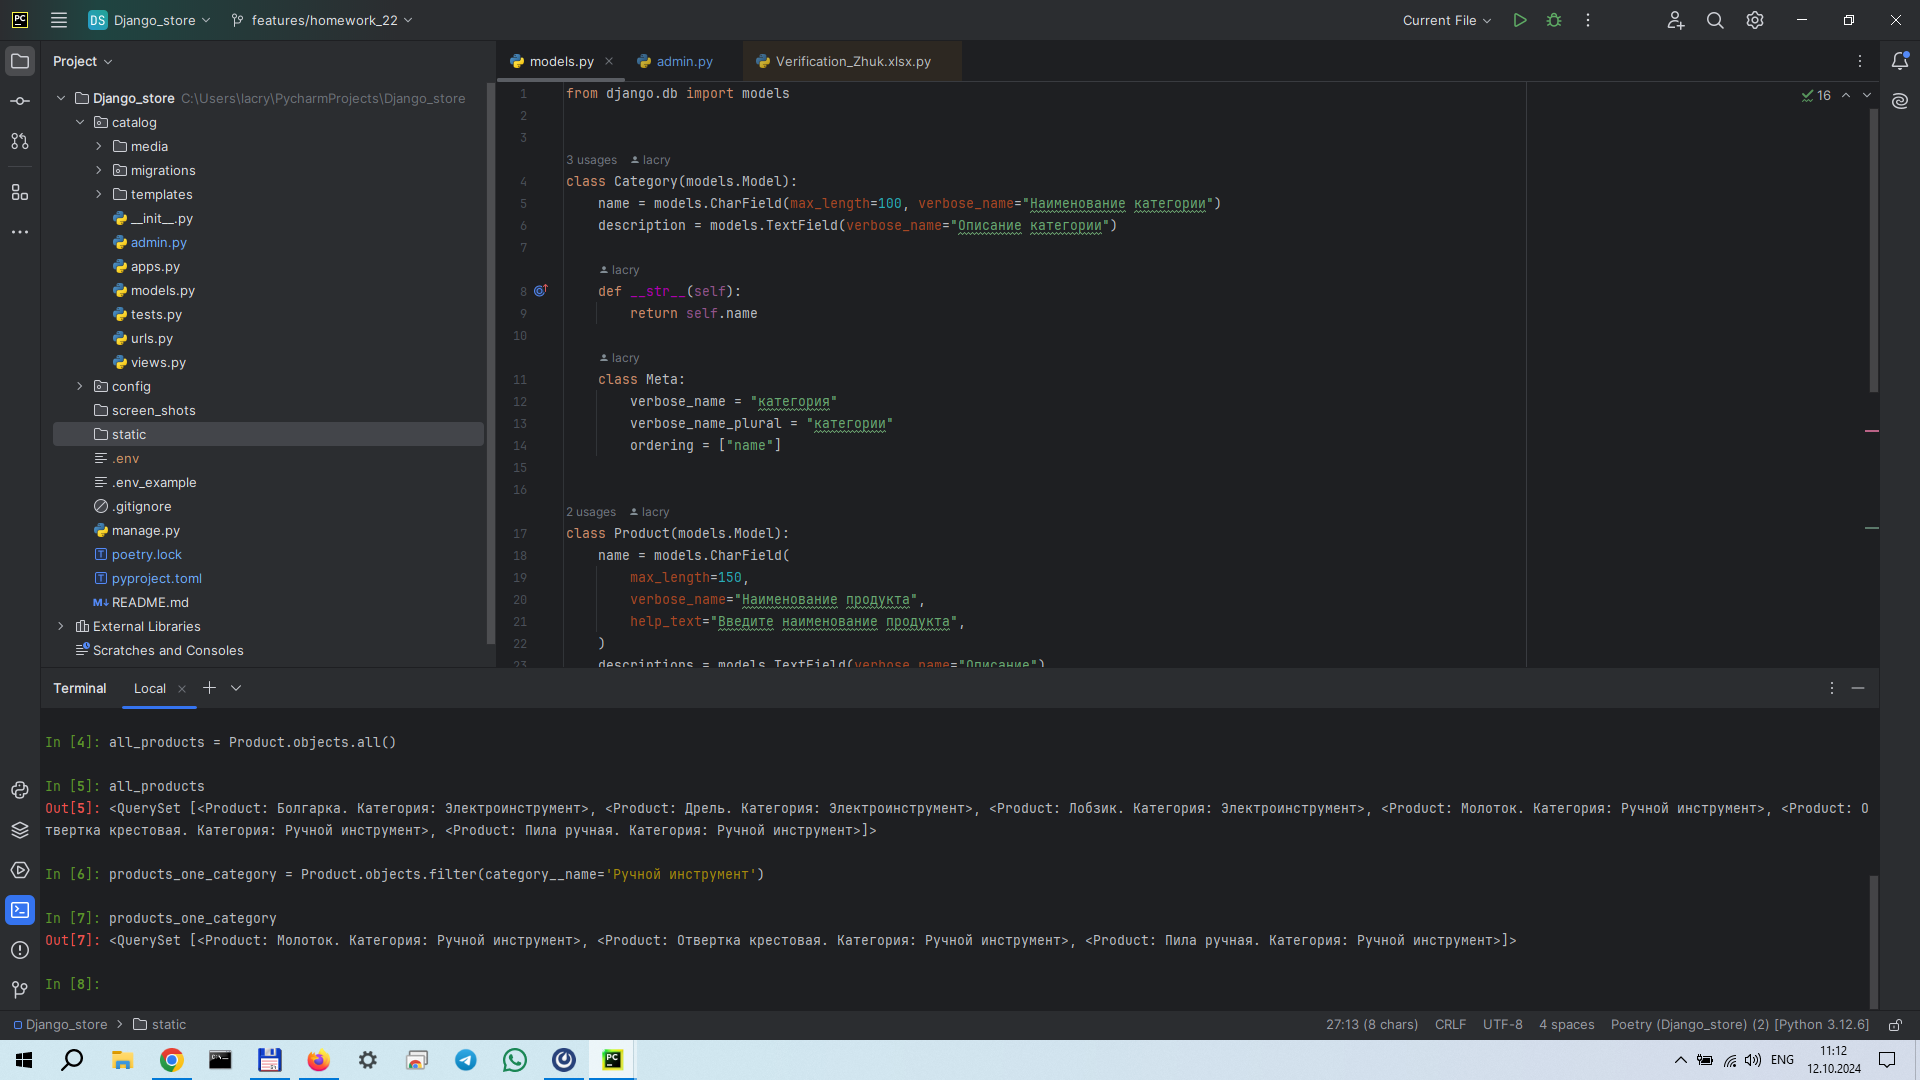 DS Django_store features/homework_22 Current File
Project
models.py admin.py Verification_Zhuk.xlsx.py
Django_store C:\Users\lacry\PycharmProjects\Django_store
catalog
media
migrations
templates
__init__.py
admin.py
apps.py
models.py
tests.py
urls.py
views.py
config
screen_shots
static
.env
.env_example
.gitignore
manage.py
poetry.lock
pyproject.toml
README.md
External Libraries
Scratches and Consoles
16
1 from django.db import models
2
3
3 usages lacry
4 class Category(models.Model):
5 name = models.CharField(max_length=100, verbose_name="Наименование категории")
6 description = models.TextField(verbose_name="Описание категории")
7
lacry
8 def __str__(self):
9 return self.name
10
lacry
11 class Meta:
12 verbose_name = "категория"
13 verbose_name_plural = "категории"
14 ordering = ["name"]
15
16
2 usages lacry
17 class Product(models.Model):
18 name = models.CharField(
19 max_length=150,
20 verbose_name="Наименование продукта",
21 help_text="Введите наименование продукта",
22 )
23 descriptions = models.TextField(verbose_name="Описание")
Terminal Local
In [4]: all_products = Product.objects.all()
In [5]: all_products
Out[5]: <QuerySet [<Product: Болгарка. Категория: Электроинструмент>, <Product: Дрель. Категория: Электроинструмент>, <Product: Лобзик. Категория: Электроинструмент>, <Product: Молоток. Категория: Ручной инструмент>, <Product: О
твертка крестовая. Категория: Ручной инструмент>, <Product: Пила ручная. Категория: Ручной инструмент>]>
In [6]: products_one_category = Product.objects.filter(category__name='Ручной инструмент')
In [7]: products_one_category
Out[7]: <QuerySet [<Product: Молоток. Категория: Ручной инструмент>, <Product: Отвертка крестовая. Категория: Ручной инструмент>, <Product: Пила ручная. Категория: Ручной инструмент>]>
In [8]:
Django_store static 27:13 (8 chars) CRLF UTF-8 4 spaces Poetry (Django_store) (2) [Python 3.12.6]
ENG 11:12
12.10.2024